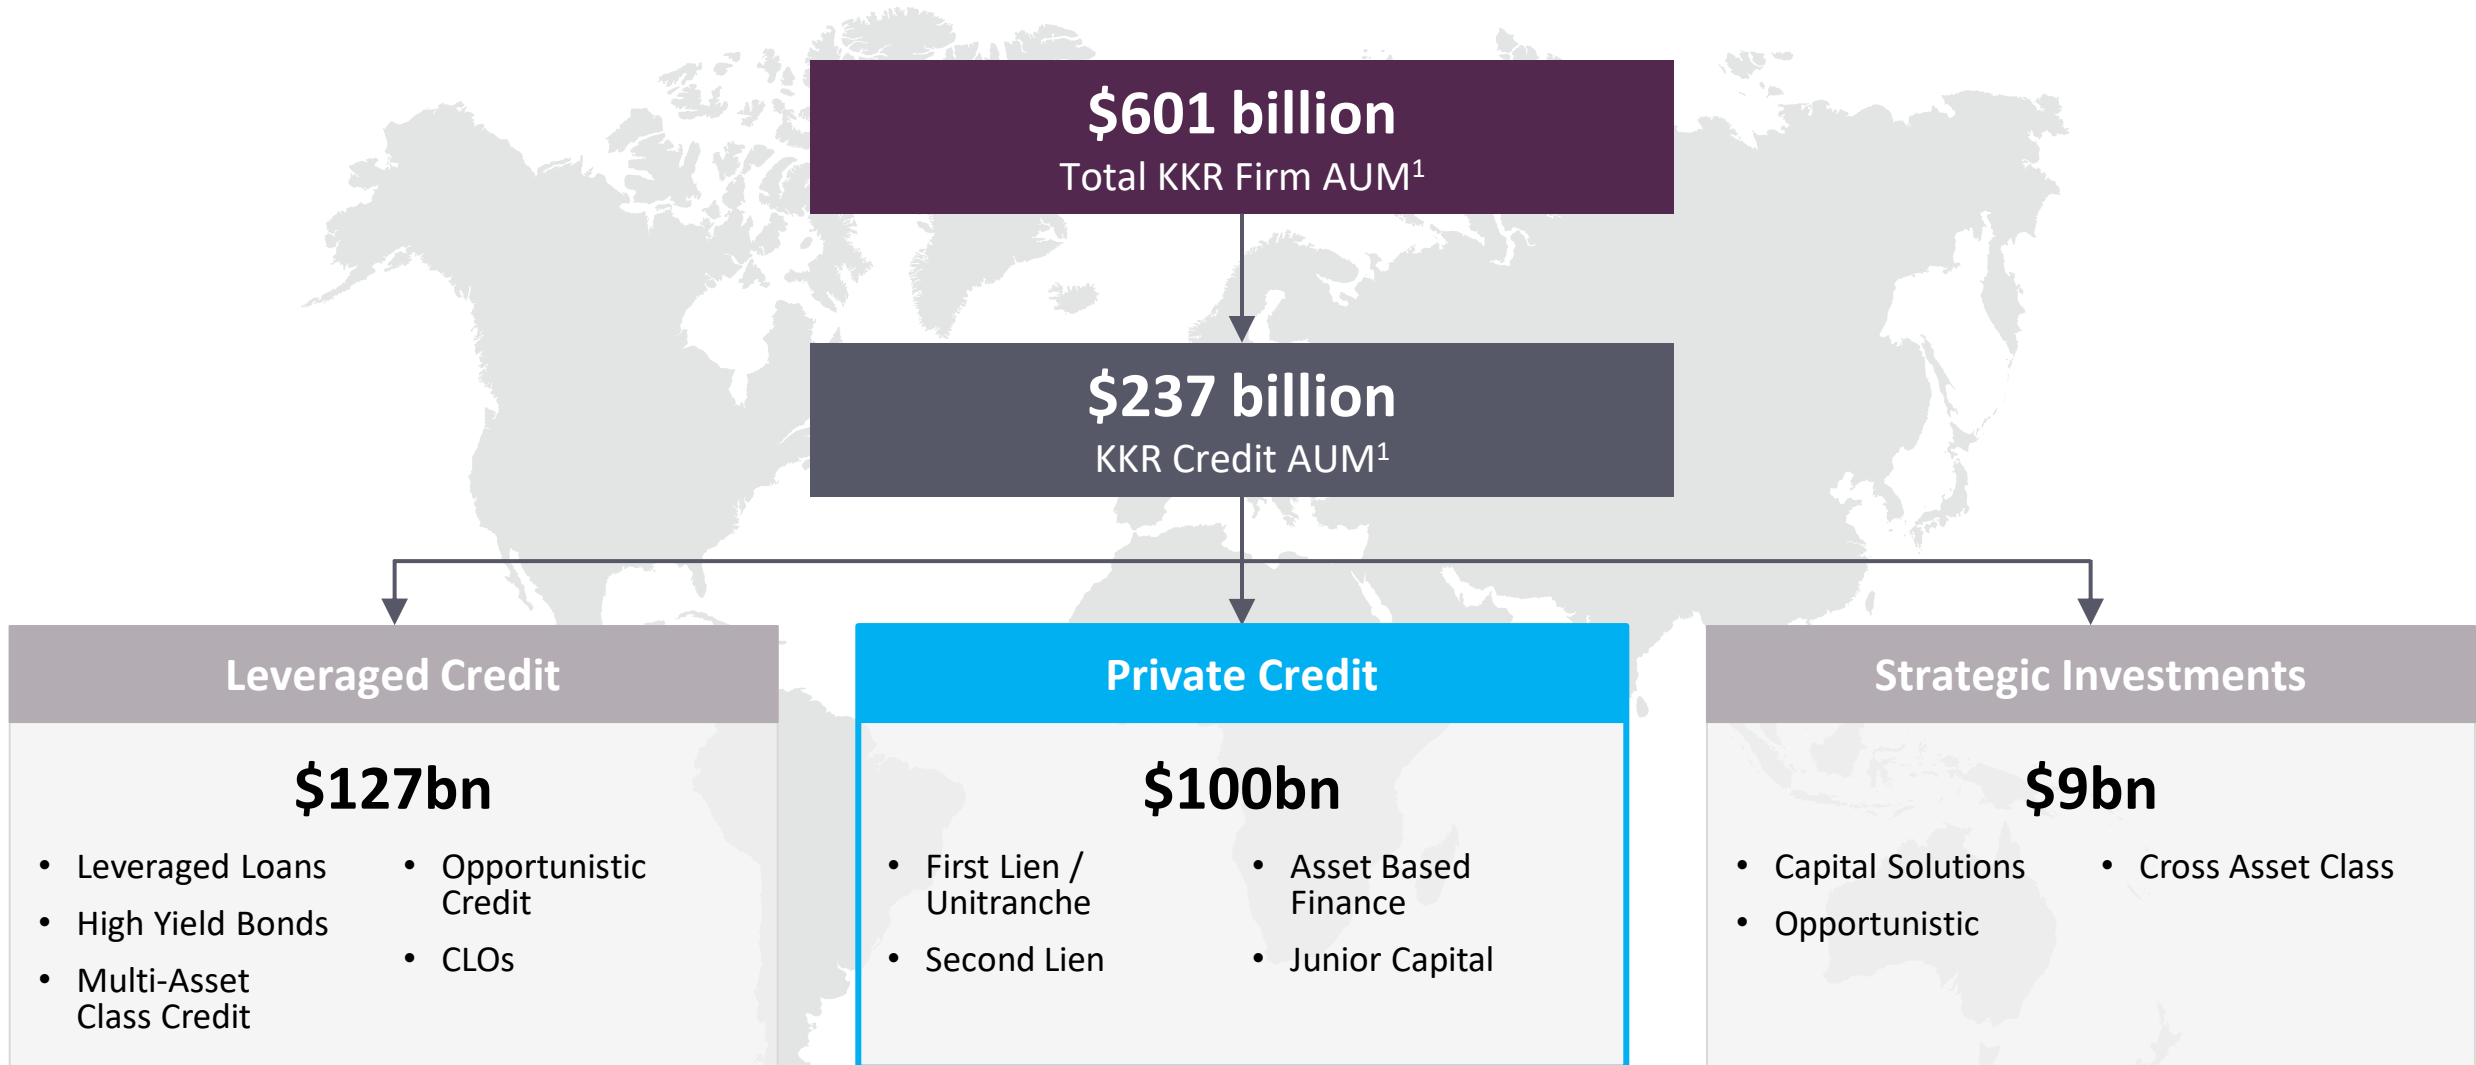 $601 billion
Total KKR Firm AUM¹
$237 billion
KKR Credit AUM¹
Leveraged Credit
$127bn
• Leveraged Loans
• High Yield Bonds
• Multi-Asset
Class Credit
• Opportunistic
Credit
• CLOs
Private Credit
$100bn
• First Lien /
Unitranche
• Second Lien
• Asset Based
Finance
• Junior Capital
Strategic Investments
$9bn
• Capital Solutions
• Opportunistic
• Cross Asset Class